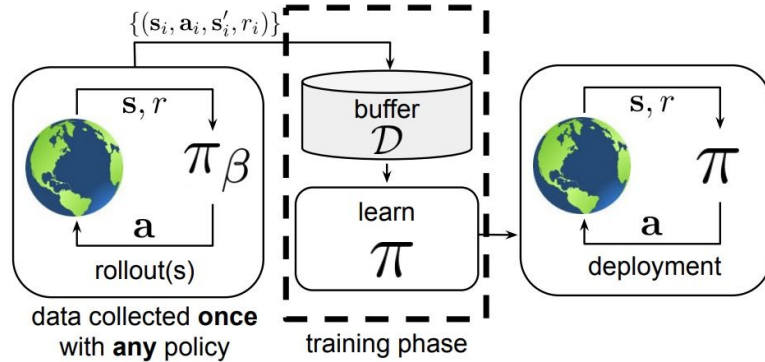 {(s_i, a_i, s'_i, r_i)}
s, r
π_β
a
rollout(s)
data collected once
with any policy
buffer
𝒟
learn
π
training phase
s, r
π
a
deployment